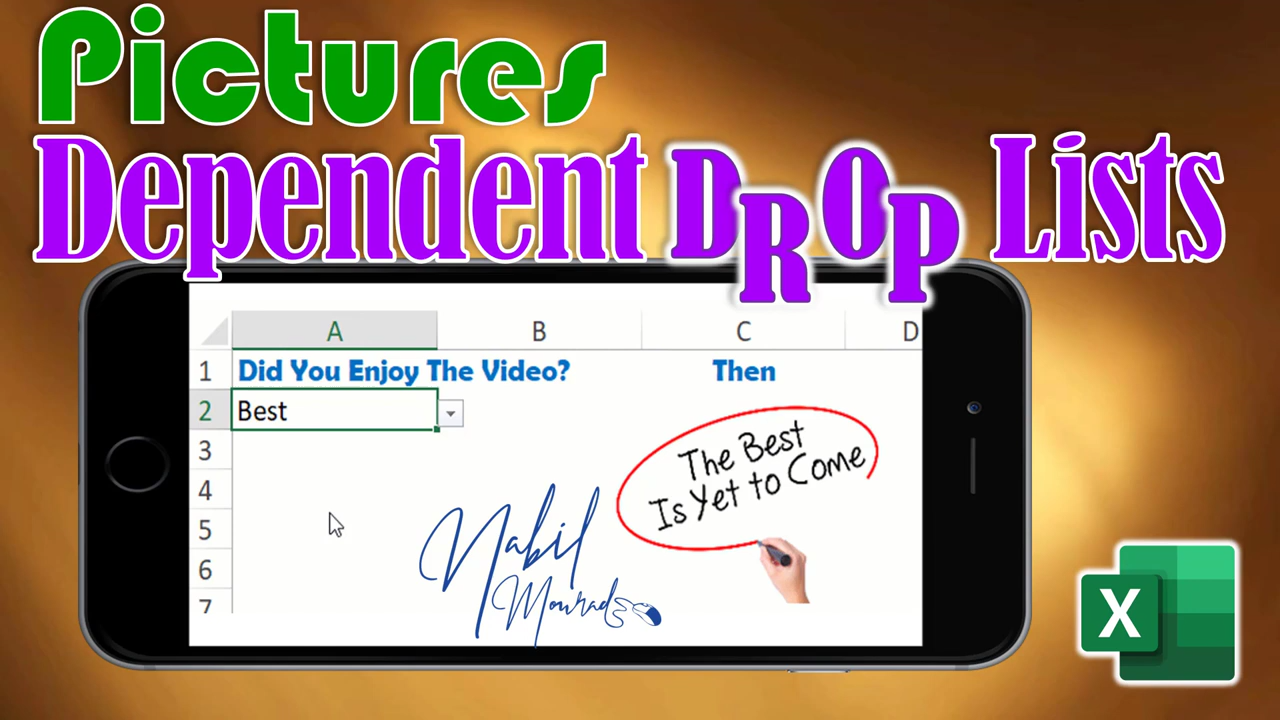 Pictures
Dependent DROP Lists
A B C D
1 Did You Enjoy The Video? Then
2 Best
3
4
5
6
7
The Best
Is Yet to Come
Nabil
Mourad
X